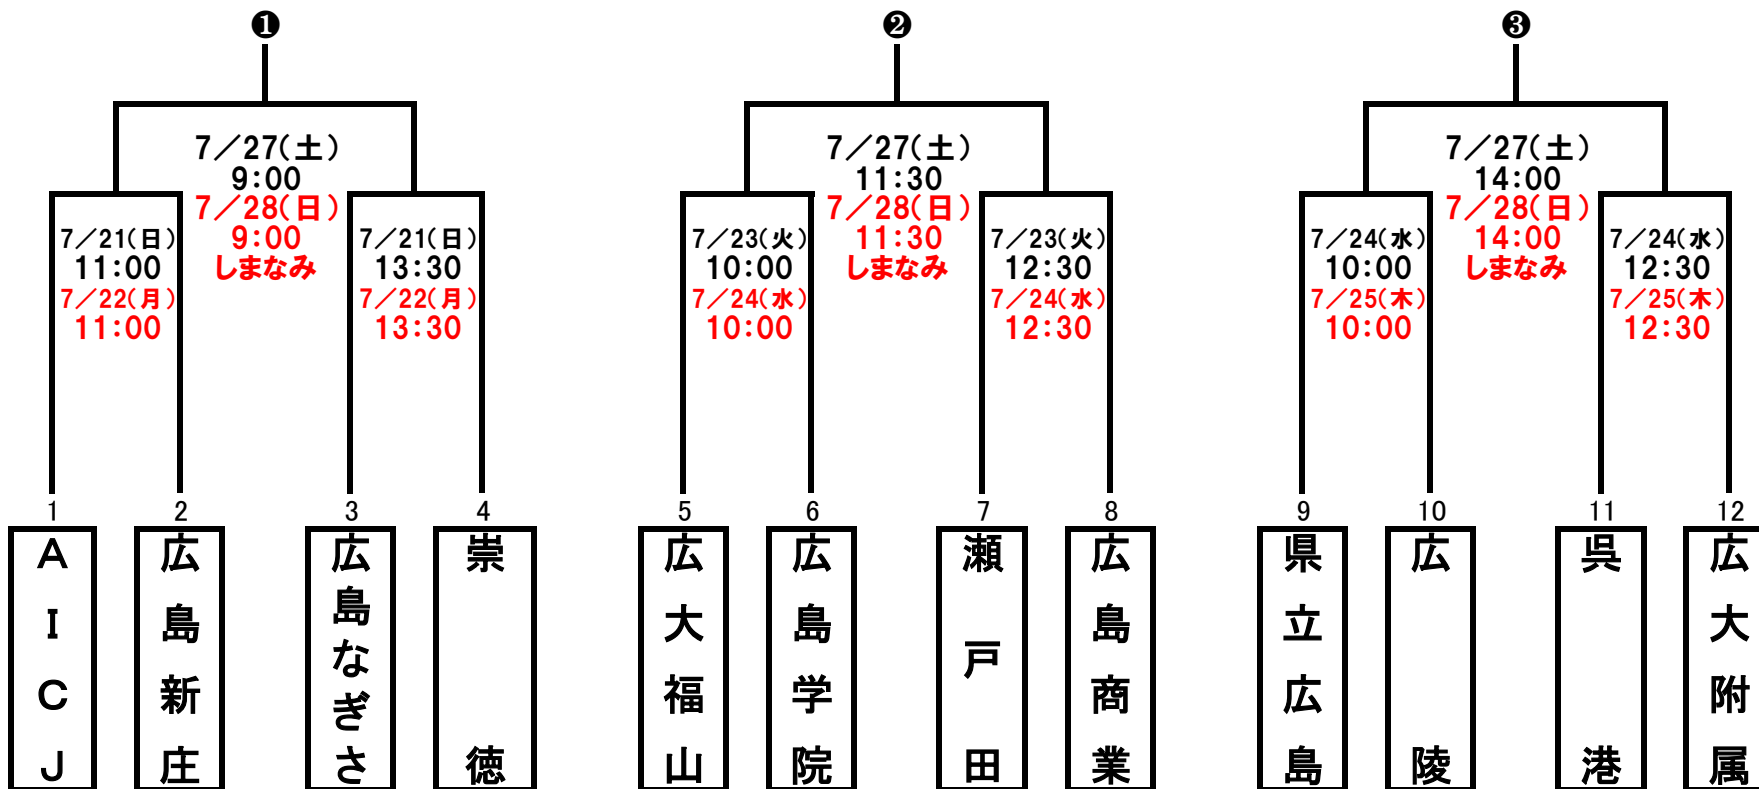 ❶
❷
❸
7／27(土)
9:00
7／28(日)
9:00
しまなみ
7／27(土)
11:30
7／28(日)
11:30
しまなみ
7／27(土)
14:00
7／28(日)
14:00
しまなみ
7／21(日)
11:00
7／22(月)
11:00
7／21(日)
13:30
7／22(月)
13:30
7／23(火)
10:00
7／24(水)
10:00
7／23(火)
12:30
7／24(水)
12:30
7／24(水)
10:00
7／25(木)
10:00
7／24(水)
12:30
7／25(木)
12:30
1
ＡＩＣＪ
2
広島新庄
3
広島なぎさ
4
崇徳
5
広大福山
6
広島学院
7
瀬戸田
8
広島商業
9
県立広島
10
広陵
11
呉港
12
広大附属